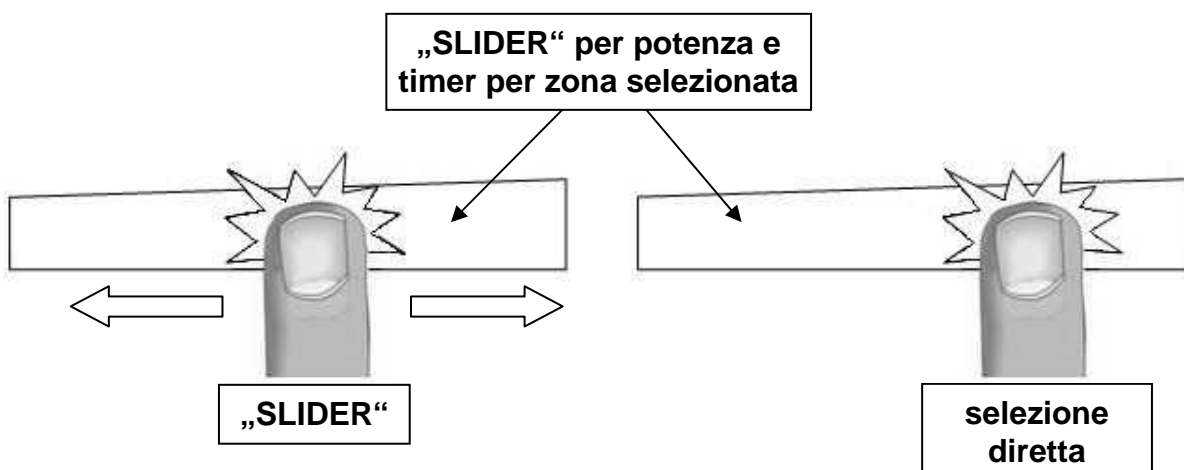 „SLIDER“ per potenza e
timer per zona selezionata
„SLIDER“
selezione
diretta